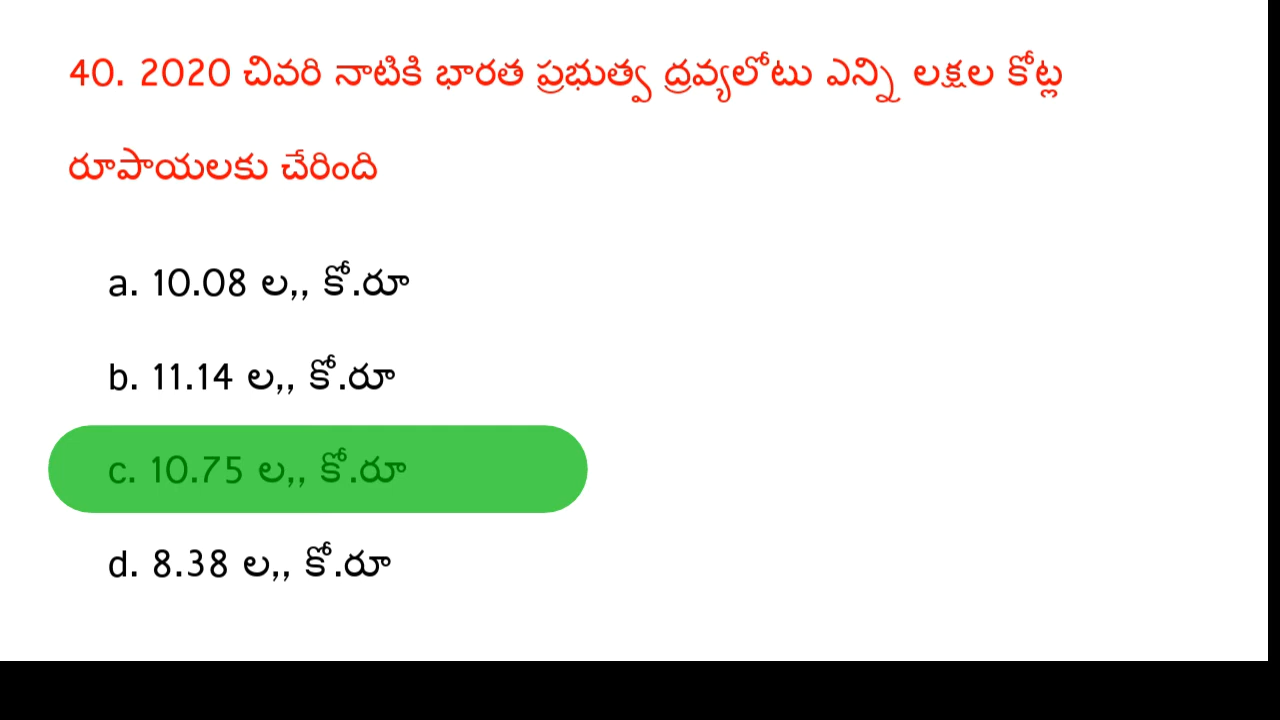 40. 2020 చివరి నాటికి భారత ప్రభుత్వ ద్రవ్యలోటు ఎన్ని లక్షల కోట్ల
రూపాయలకు చేరింది
a. 10.08 ల,, కో.రూ
b. 11.14 ల,, కో.రూ
c. 10.75 ల,, కో.రూ
d. 8.38 ల,, కో.రూ